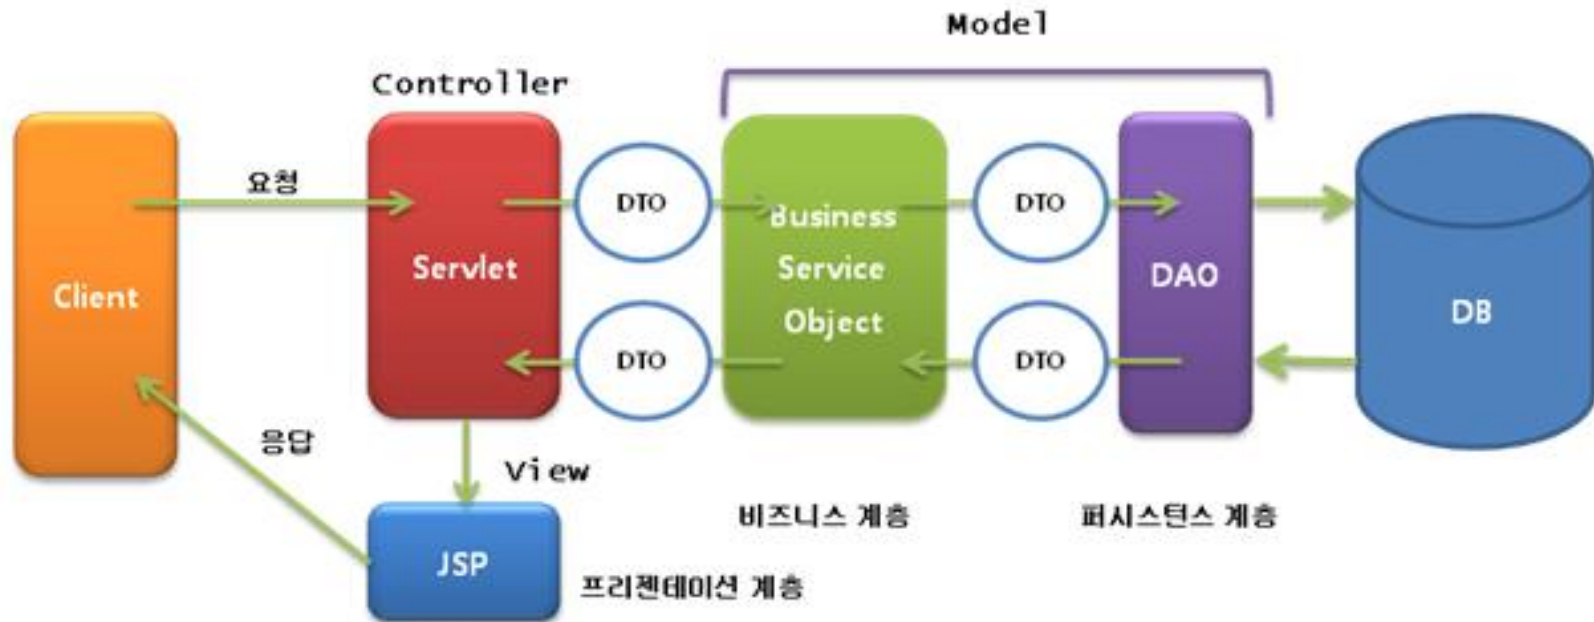 Model
Controller
요청
DTO
DTO
Client
Servlet
Business
Service
Object
DAO
DB
DTO
DTO
응답
View
JSP
비즈니스 계층
퍼시스턴스 계층
프리젠테이션 계층